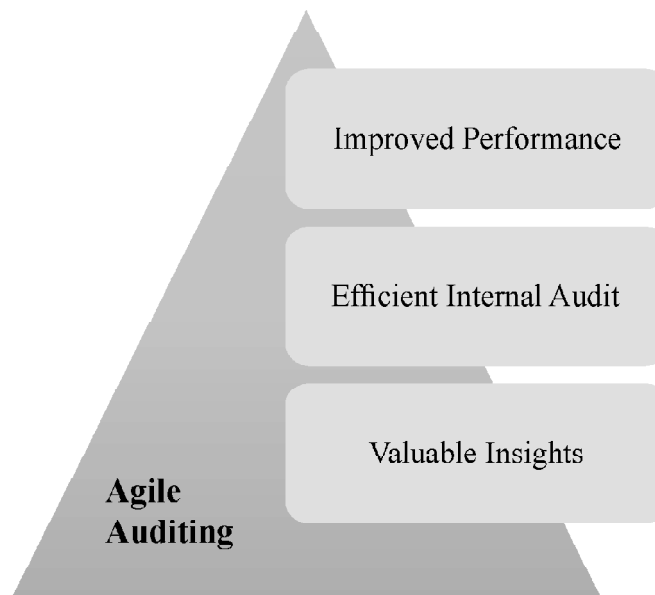 Improved Performance
Efficient Internal Audit
Valuable Insights
Agile
Auditing